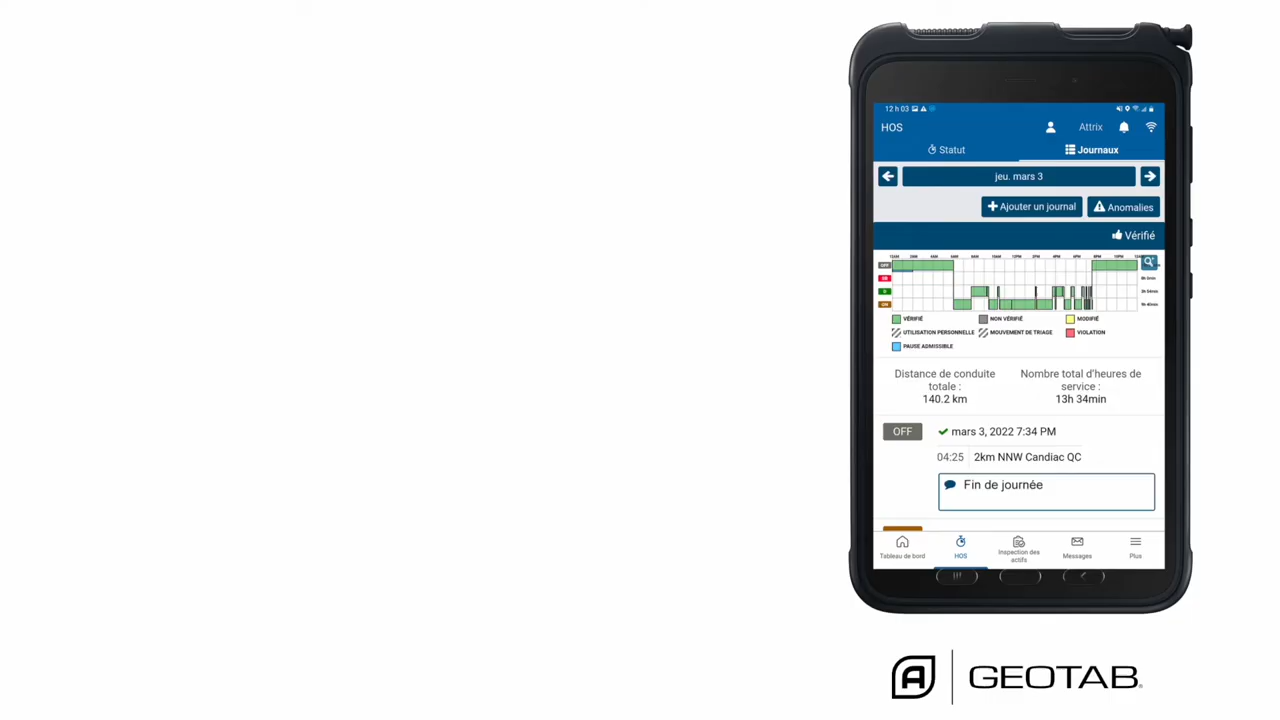 12 h 03
HOS
Attrix
Statut
Journaux
jeu. mars 3
Ajouter un journal
Anomalies
Vérifié
OFF
SB
D
ON
VÉRIFIÉ
NON VÉRIFIÉ
MODIFIÉ
UTILISATION PERSONNELLE
MOUVEMENT DE TRIAGE
VIOLATION
PAUSE ADMISSIBLE
Distance de conduite
totale :
140.2 km
Nombre total d'heures de
service :
13h 34min
OFF
mars 3, 2022 7:34 PM
04:25
2km NNW Candiac QC
Fin de journée
Tableau de bord
HOS
Inspection des
actifs
Messages
Plus
A
GEOTAB